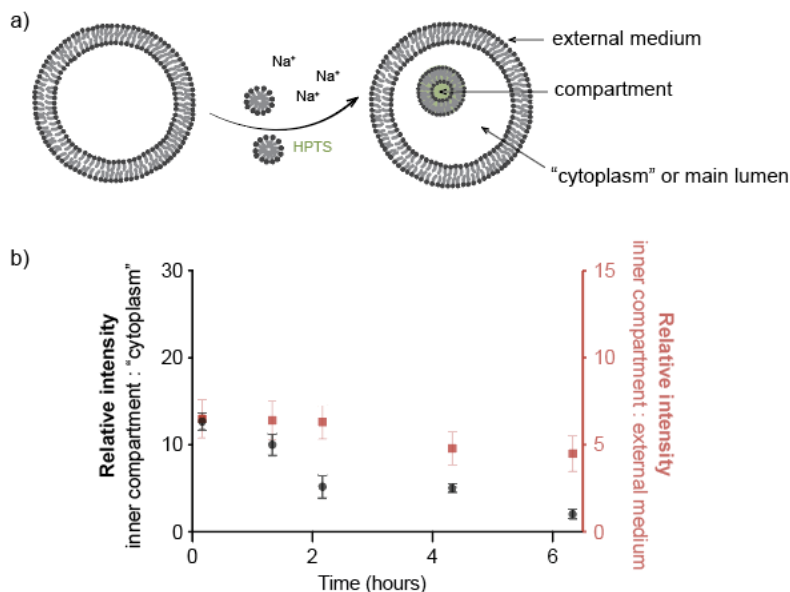 a)
Na⁺
Na⁺
Na⁺
HPTS
external medium
compartment
“cytoplasm” or main lumen
b)
Relative intensity
inner compartment : “cytoplasm”
30
20
10
0
0
2
4
6
Time (hours)
15
10
5
0
Relative intensity
inner compartment : external medium